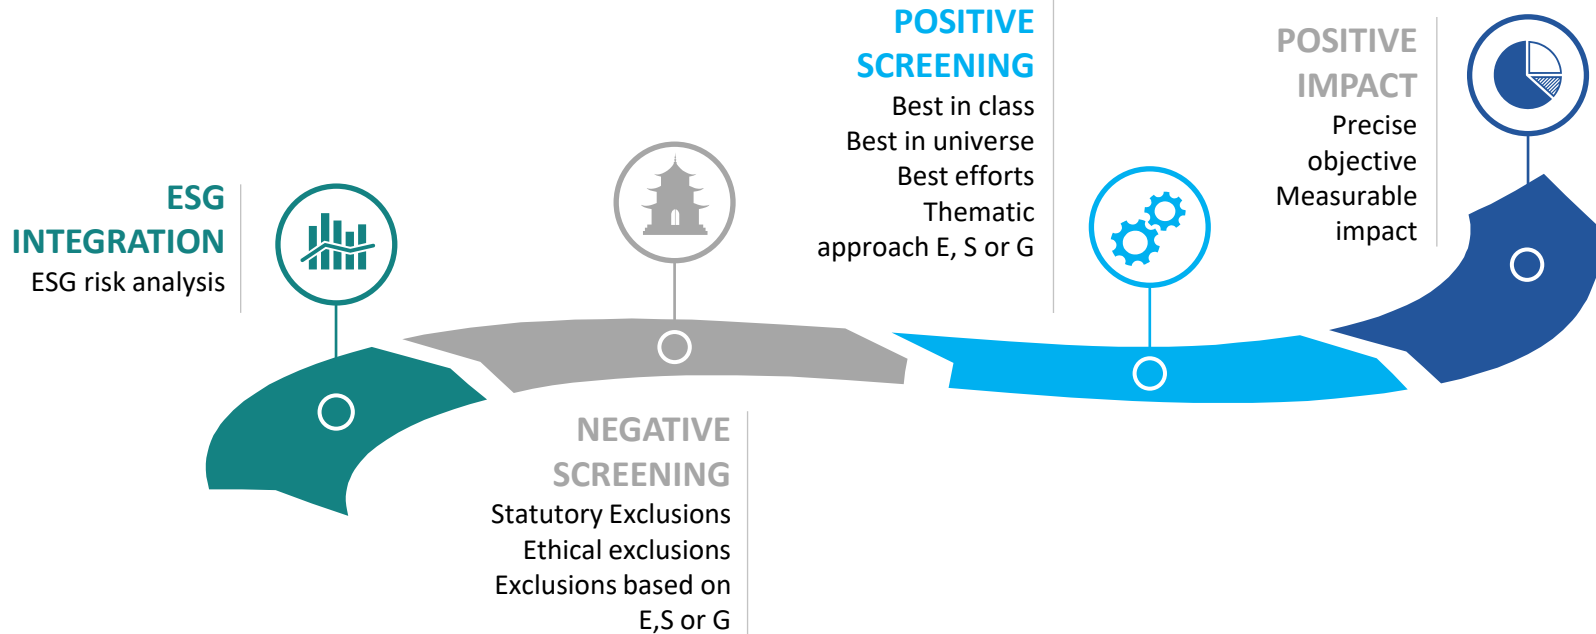 ESG
INTEGRATION
ESG risk analysis
NEGATIVE
SCREENING
Statutory Exclusions
Ethical exclusions
Exclusions based on
E,S or G
POSITIVE
SCREENING
Best in class
Best in universe
Best efforts
Thematic
approach E, S or G
POSITIVE
IMPACT
Precise
objective
Measurable
impact